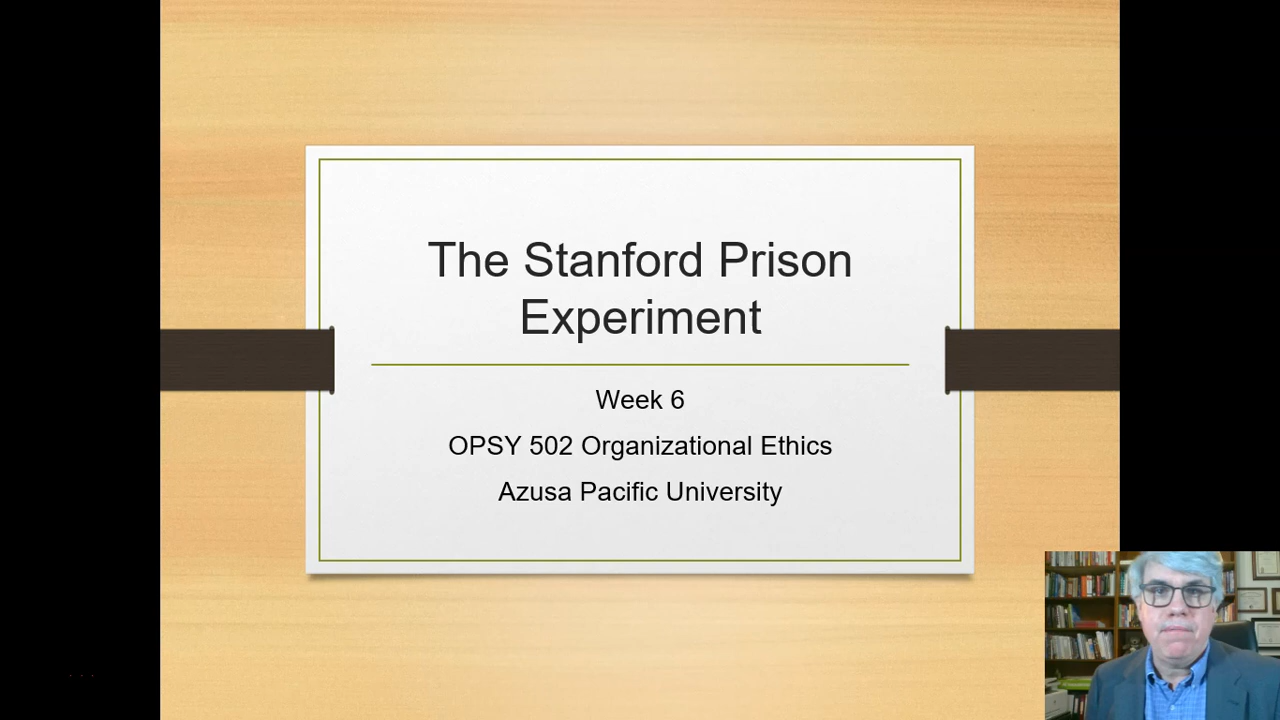 The Stanford Prison
Experiment
Week 6
OPSY 502 Organizational Ethics
Azusa Pacific University